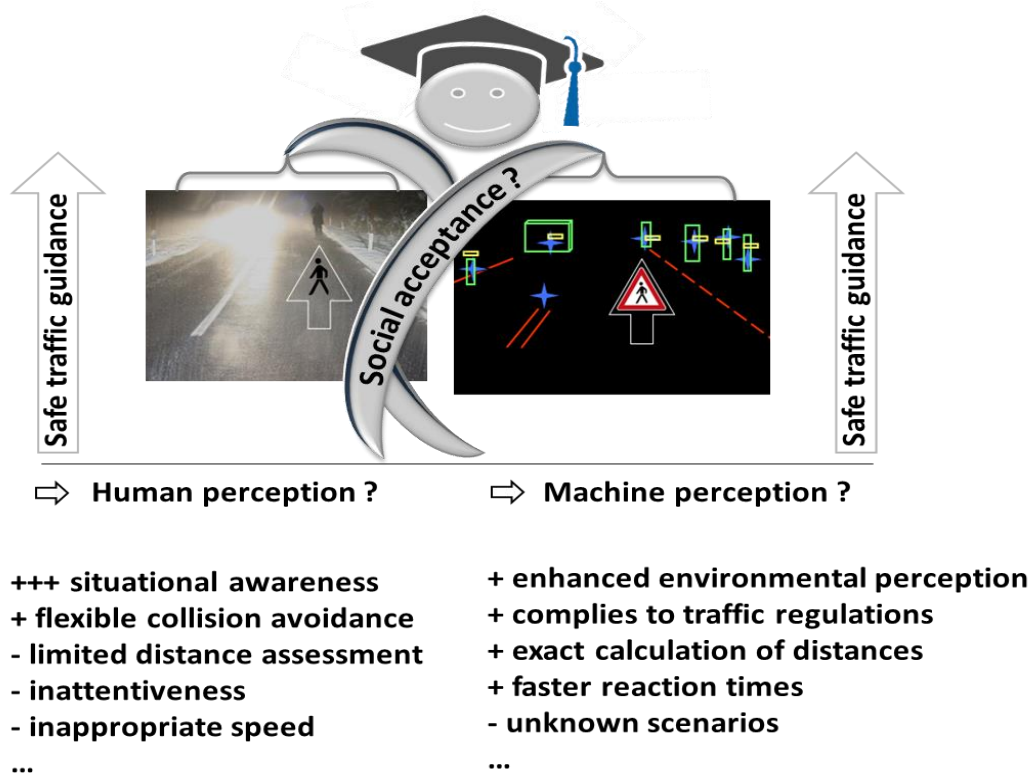 Social acceptance ?
Safe traffic guidance
Safe traffic guidance
⇨ Human perception ?
⇨ Machine perception ?
+++ situational awareness
+ flexible collision avoidance
- limited distance assessment
- inattentiveness
- inappropriate speed
...
+ enhanced environmental perception
+ complies to traffic regulations
+ exact calculation of distances
+ faster reaction times
- unknown scenarios
...